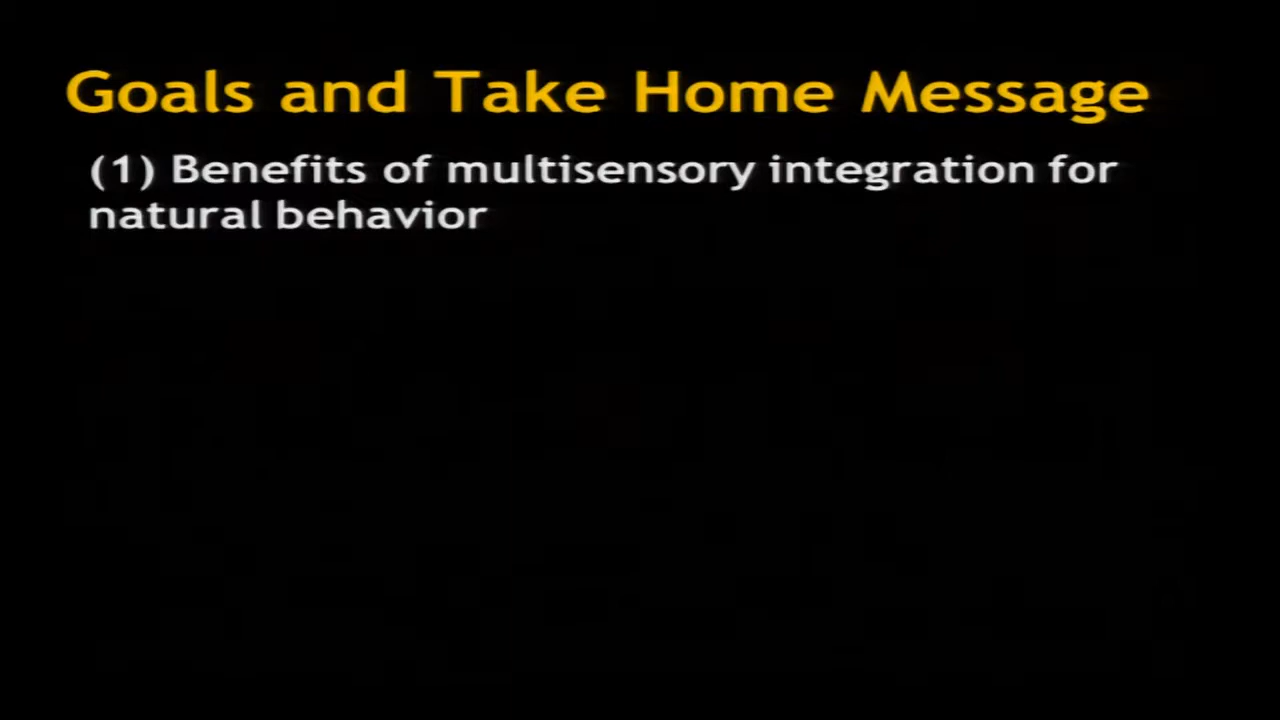 Goals and Take Home Message
(1) Benefits of multisensory integration for
natural behavior